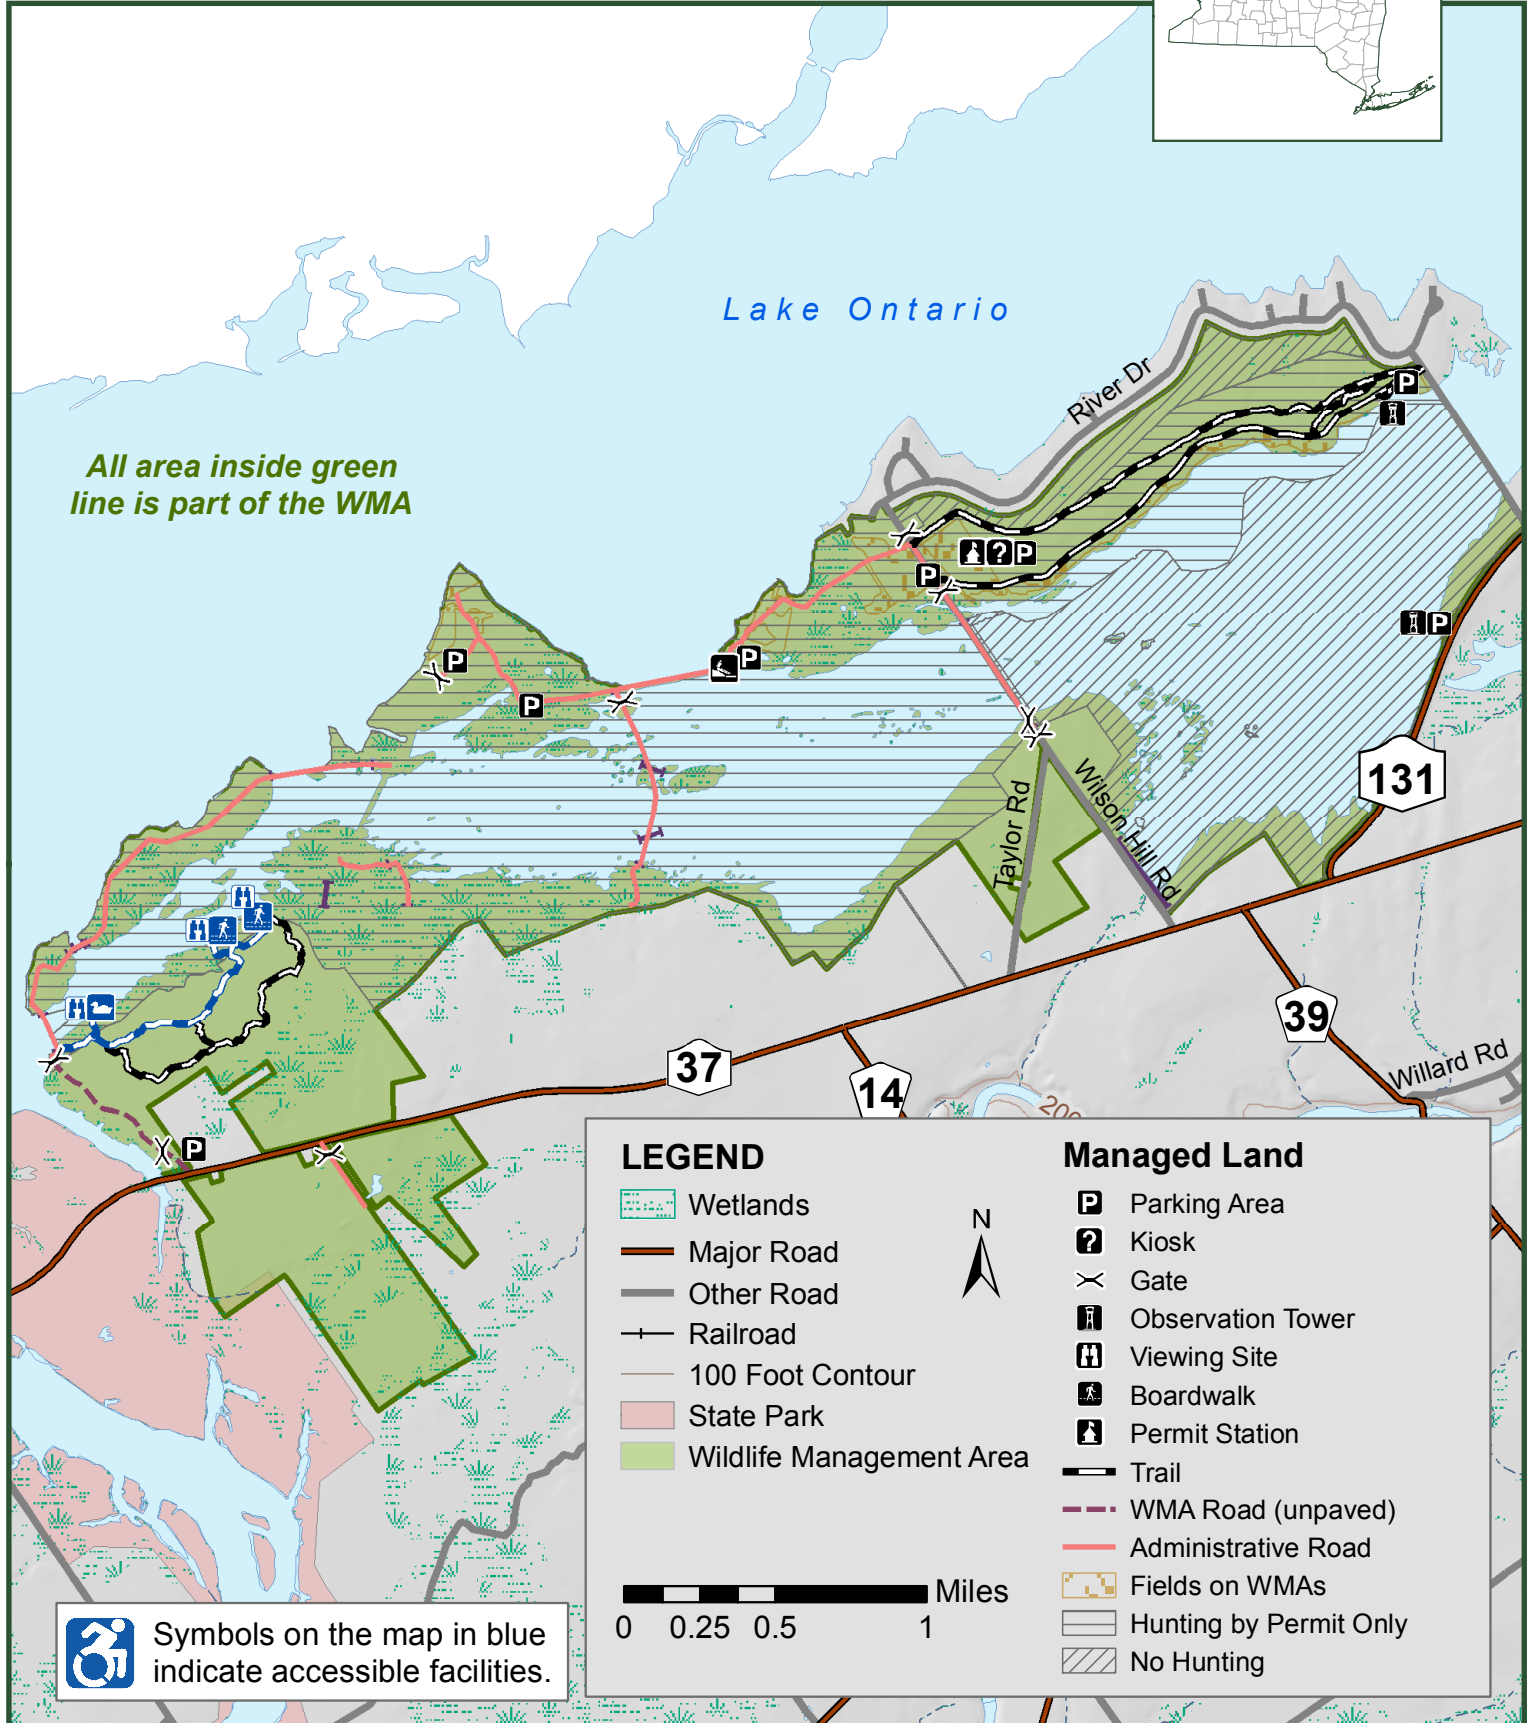 Lake Ontario
River Dr
All area inside green
line is part of the WMA
P
P
?
P
P
P
P
P
P
131
Taylor Rd
Wilson Hill Rd
39
37
14
Willard Rd
P
LEGEND
Wetlands
Major Road
Other Road
Railroad
100 Foot Contour
State Park
Wildlife Management Area
N
Miles
0 0.25 0.5 1
Managed Land
P Parking Area
? Kiosk
Gate
Observation Tower
Viewing Site
Boardwalk
Permit Station
Trail
WMA Road (unpaved)
Administrative Road
Fields on WMAs
Hunting by Permit Only
No Hunting
Symbols on the map in blue
indicate accessible facilities.